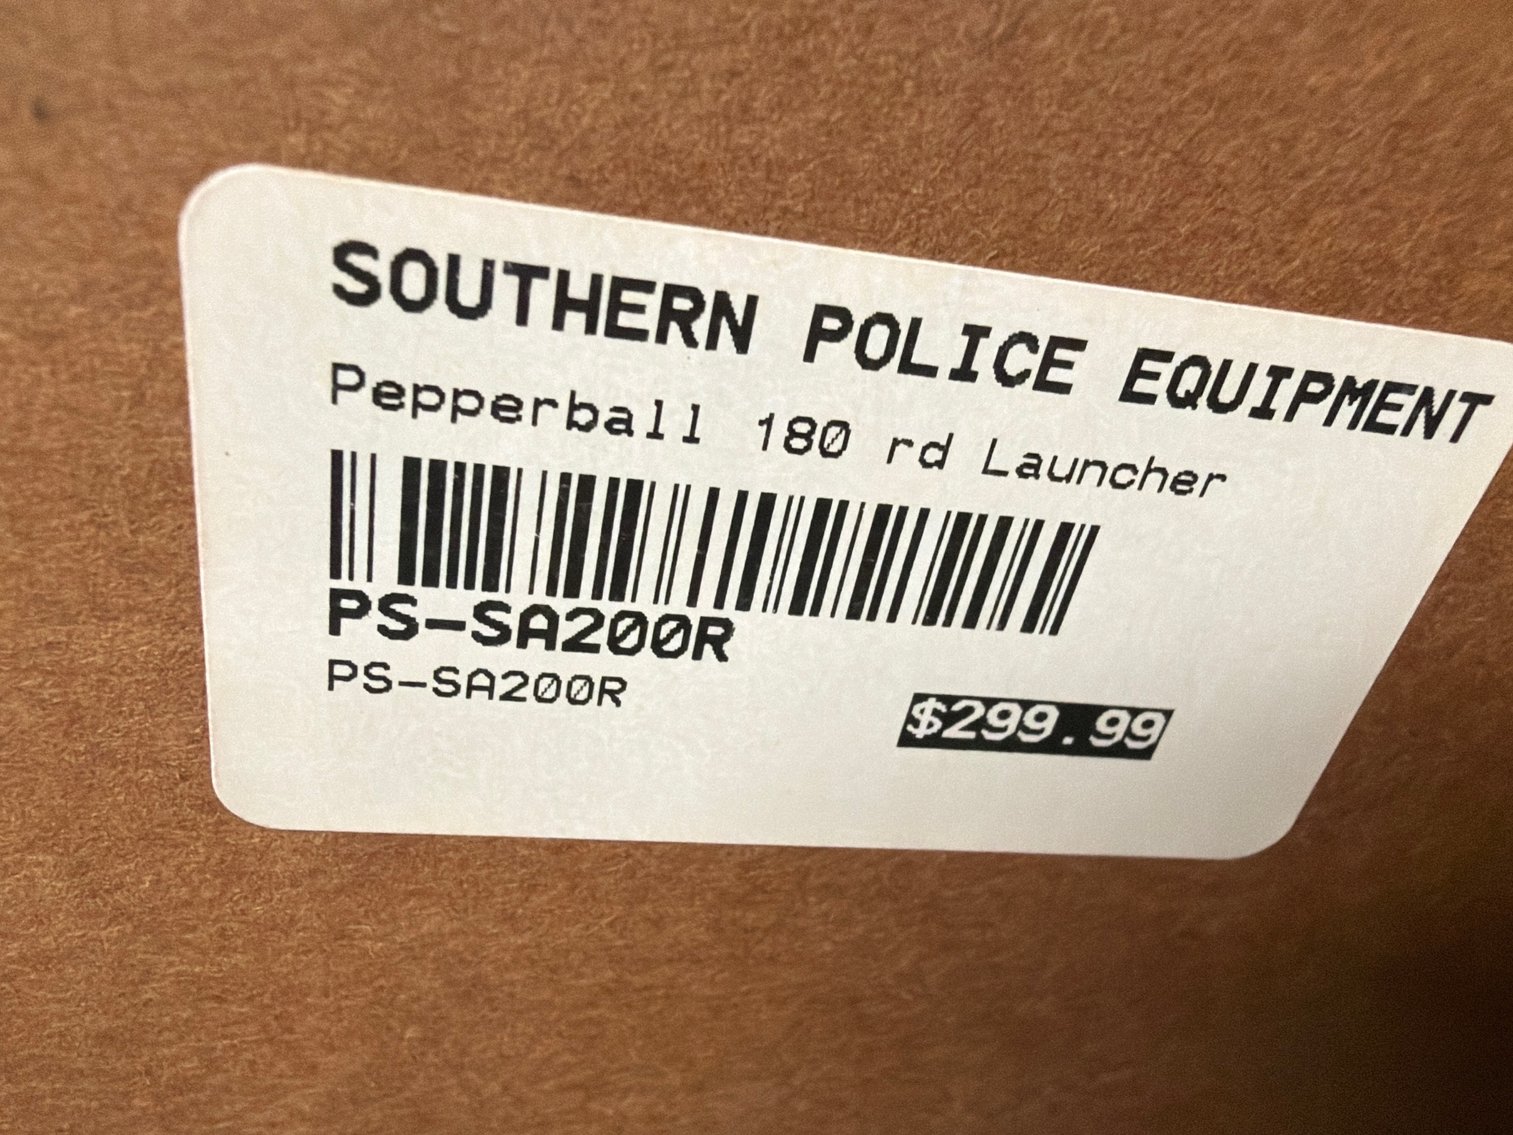 SOUTHERN POLICE EQUIPMENT
Pepperball 180 rd Launcher
PS-SA200R
PS-SA200R
$299.99